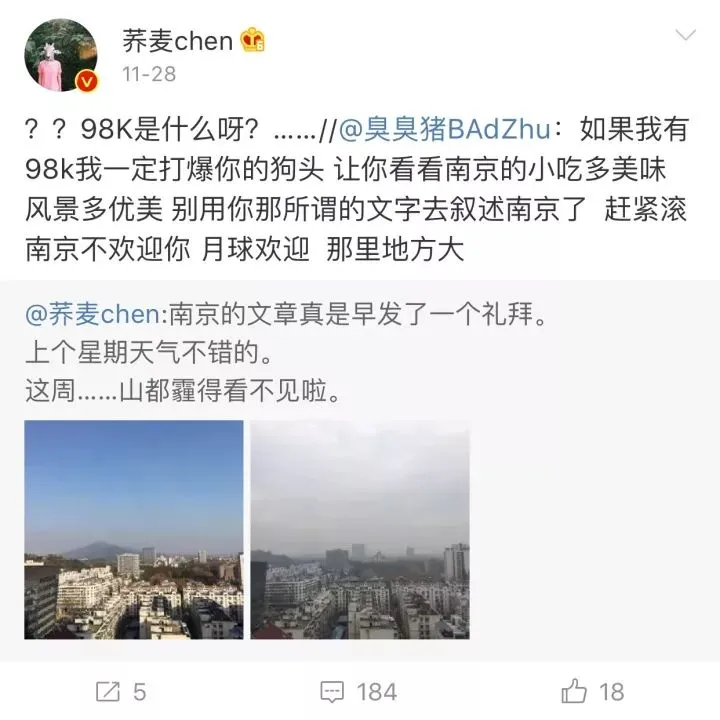 荞麦chen
11-28
？？98K是什么呀？……//@臭臭猪BAdZhu：如果我有
98k我一定打爆你的狗头 让你看看南京的小吃多美味
风景多优美 别用你那所谓的文字去叙述南京了 赶紧滚
南京不欢迎你 月球欢迎 那里地方大
@荞麦chen:南京的文章真是早发了一个礼拜。
上个星期天气不错的。
这周……山都霾得看不见啦。
5 184 18